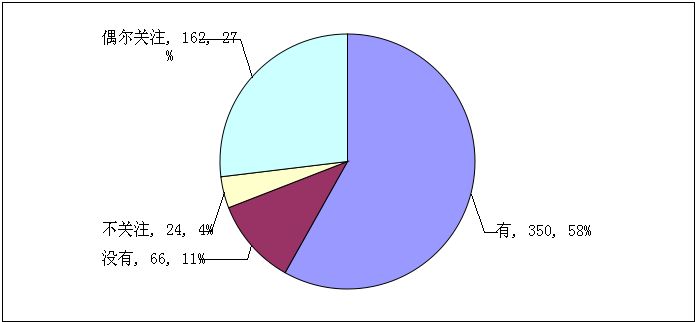 偶尔关注, 162, 27
%
不关注, 24, 4%
没有, 66, 11%
有, 350, 58%